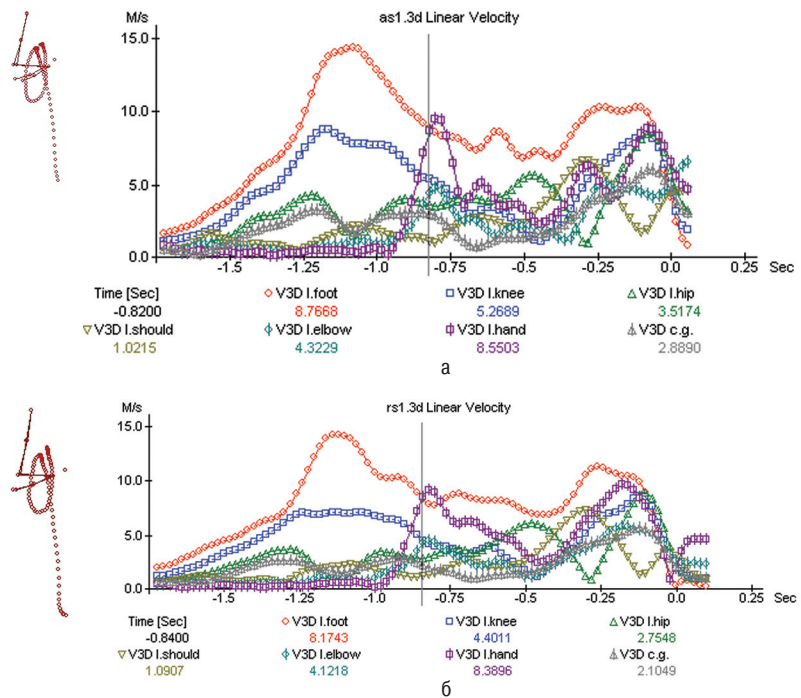 M/s as1.3d Linear Velocity
15.0
10.0
5.0
0.0
-1.5 -1.25 -1.0 -0.75 -0.5 -0.25 0.0 0.25 Sec
Time [Sec] V3D l.foot V3D l.knee V3D l.hip
-0.8200 8.7668 5.2689 3.5174
V3D l.should V3D l.elbow V3D l.hand V3D c.g.
1.0215 4.3229 8.5503 2.8890
а
M/s rs1.3d Linear Velocity
15.0
10.0
5.0
0.0
-1.5 -1.25 -1.0 -0.75 -0.5 -0.25 0.0 0.25 Sec
Time [Sec] V3D l.foot V3D l.knee V3D l.hip
-0.8400 8.1743 4.4011 2.7548
V3D l.should V3D l.elbow V3D l.hand V3D c.g.
1.0907 4.1218 8.3896 2.1049
б